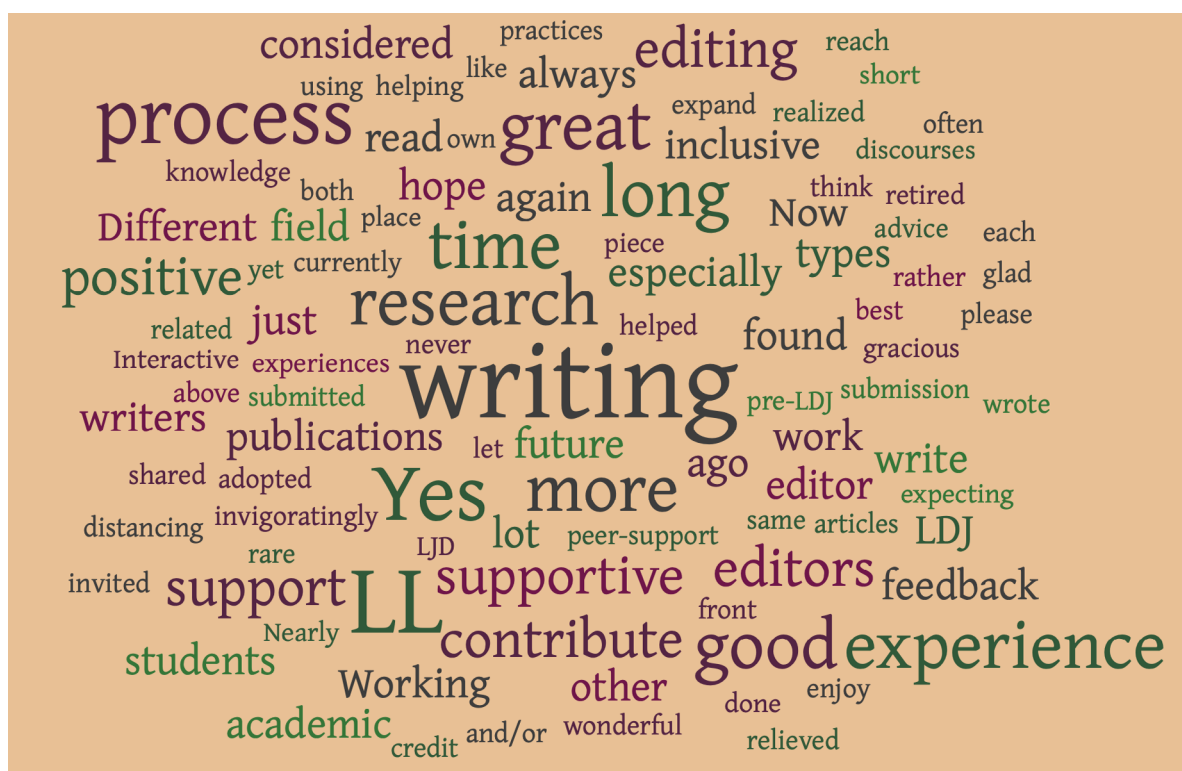 considered practices editing reach
using helping like always short
process read own great expand realized often
inclusive discourses
knowledge both hope again long think retired
Different field place time piece Now advice each
positive yet currently especially types rather glad
related just research helped found best please
Interactive experiences never writing gracious
above submitted pre-LDJ submission wrote
writers publications let future work write
shared adopted Yes more ago editor expecting
distancing invigoratingly LJD lot peer-support same articles LDJ
rare
invited support LL supportive editors feedback
Nearly front
students contribute good experience
Working other done enjoy
academic credit and/or wonderful relieved